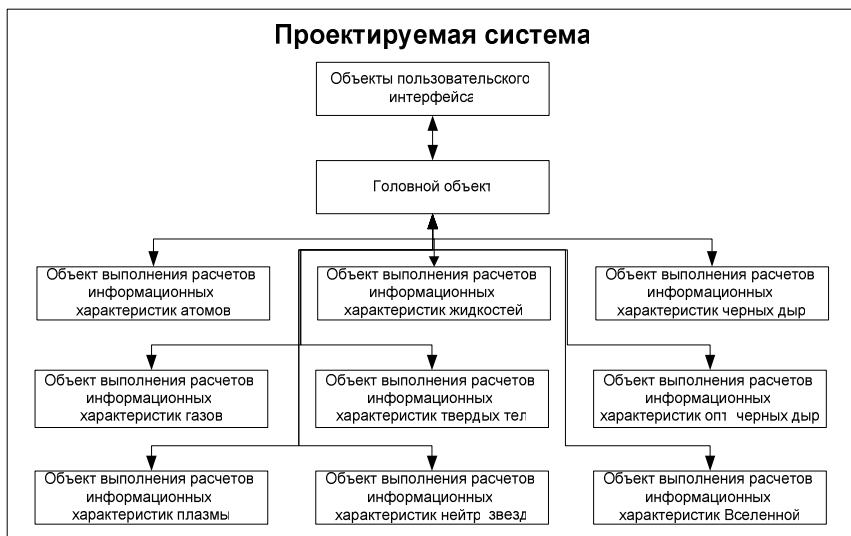 Проектируемая система
Объекты пользовательского
интерфейса
Головной объект
Объект выполнения расчетов
информационных
характеристик атомов
Объект выполнения расчетов
информационных
характеристик жидкостей
Объект выполнения расчетов
информационных
характеристик черных дыр
Объект выполнения расчетов
информационных
характеристик газов
Объект выполнения расчетов
информационных
характеристик твердых тел
Объект выполнения расчетов
информационных
характеристик опт черных дыр
Объект выполнения расчетов
информационных
характеристик плазмы
Объект выполнения расчетов
информационных
характеристик нейтр звезд
Объект выполнения расчетов
информационных
характеристик Вселенной